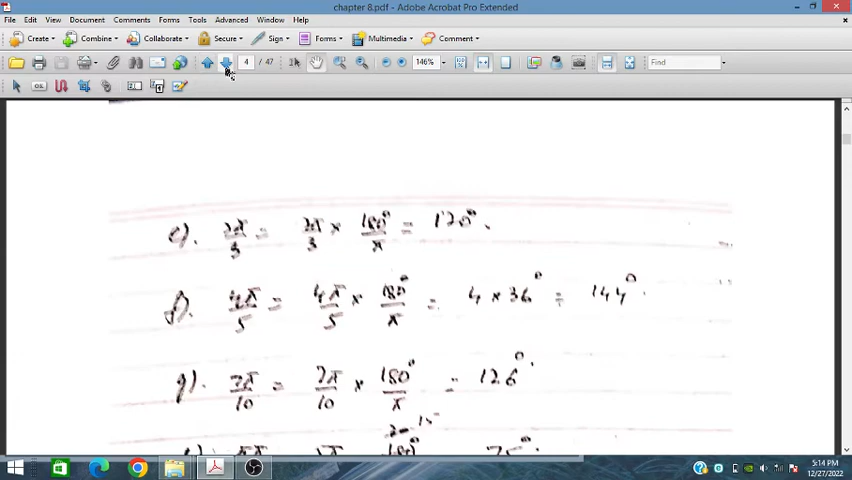 chapter 8.pdf - Adobe Acrobat Pro Extended
File Edit View Document Comments Forms Tools Advanced Window Help
Create Combine Collaborate Secure Sign Forms Multimedia Comment
4 / 47 146% Find
e). 2π/3 = 2π/3 × 180°/π = 120°.
f). 4π/5 = 4π/5 × 180°/π = 4 × 36° = 144°.
g). 7π/10 = 7π/10 × 180°/π = 126°.
5:14 PM
12/27/2022